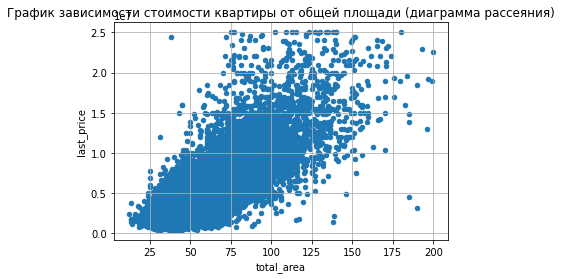 График зависимости стоимости квартиры от общей площади (диаграмма рассеяния)
1e7
2.5
2.0
1.5
1.0
0.5
0.0
last_price
25 50 75 100 125 150 175 200
total_area